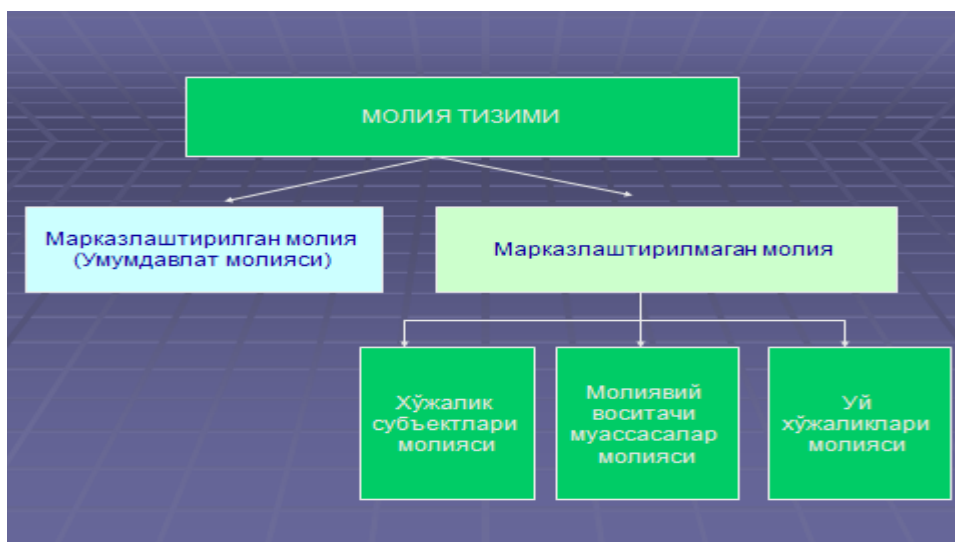 МОЛИЯ ТИЗИМИ
Марказлаштирилган молия
(Умумдавлат молияси)
Марказлаштирилмаган молия
Хўжалик
субъектлари
молияси
Молиявий
воситачи
муассасалар
молияси
Уй
хўжаликлари
молияси